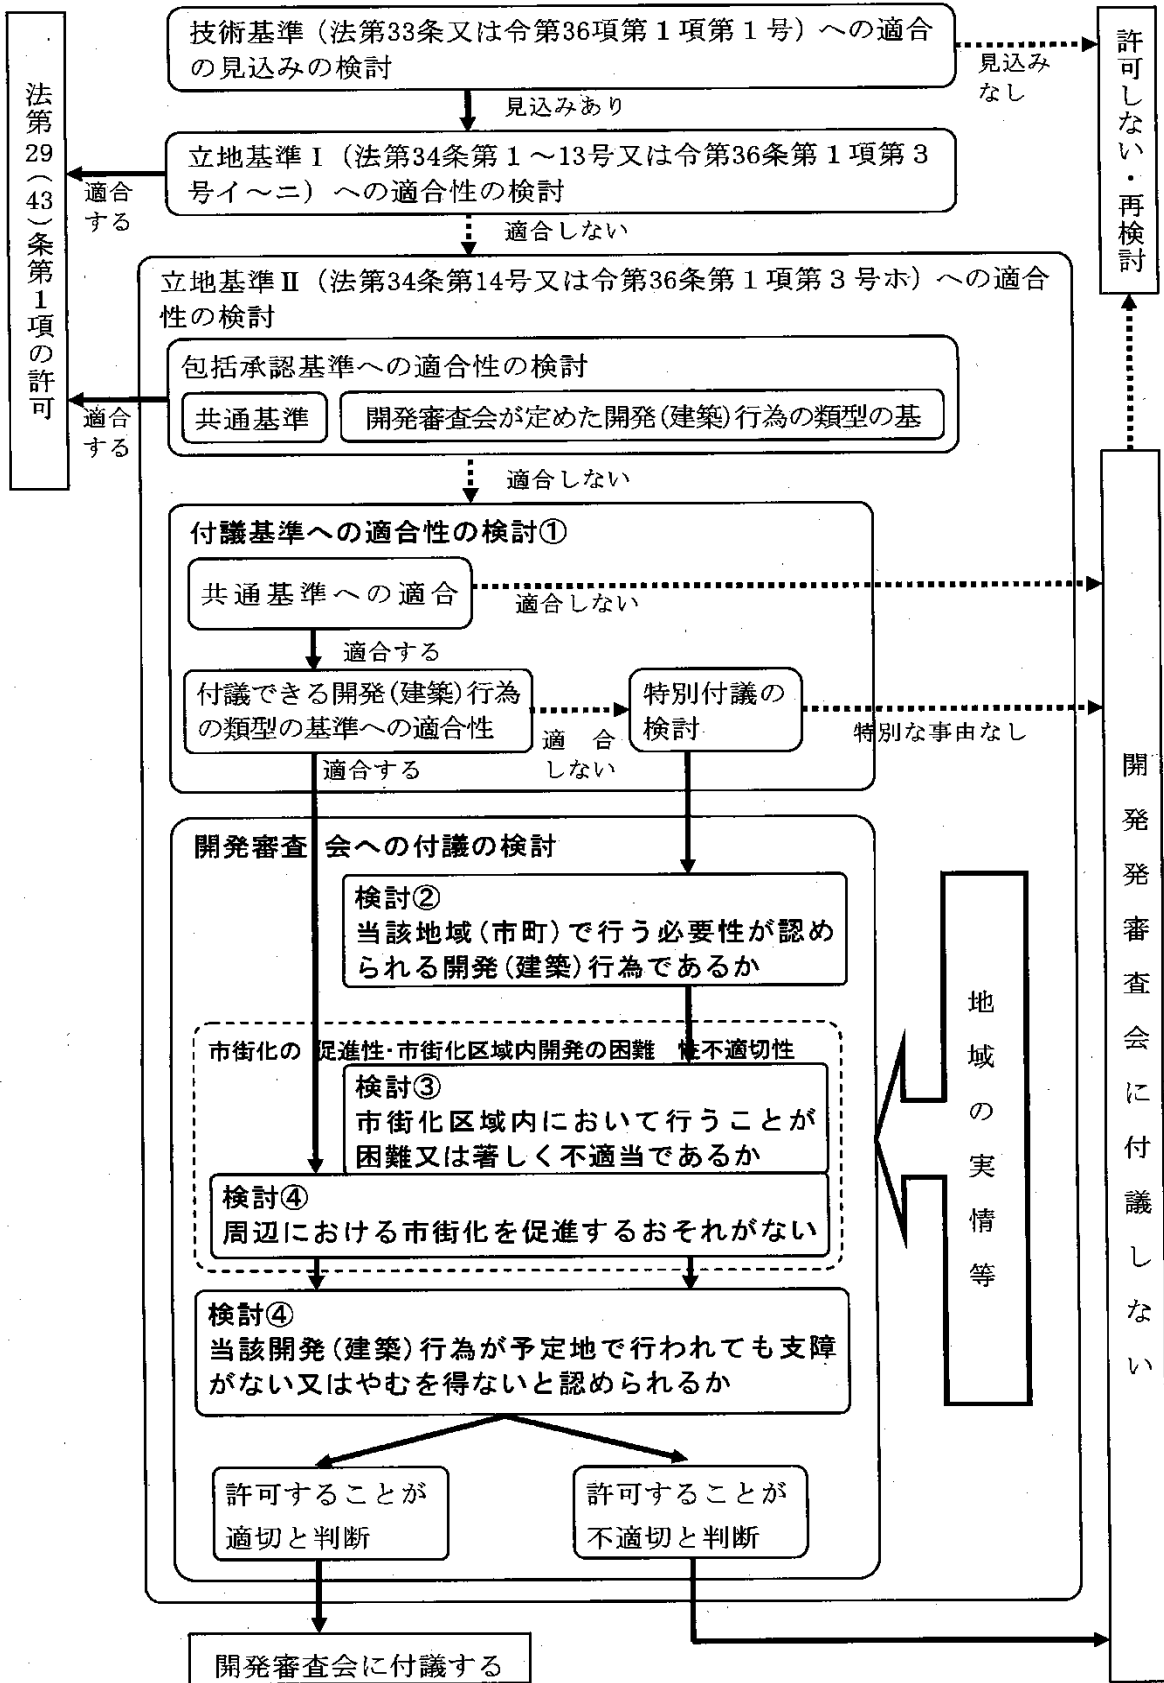 技術基準（法第33条又は令第36項第１項第１号）への適合
の見込みの検討
見込み
なし
許可しない・再検討
見込みあり
法第29（43）条第１項の許可
立地基準Ⅰ（法第34条第１～13号又は令第36条第１項第３
号イ～ニ）への適合性の検討
適合
する
適合しない
立地基準Ⅱ（法第34条第14号又は令第36条第１項第３号ホ）への適合
性の検討
包括承認基準への適合性の検討
共通基準
開発審査会が定めた開発(建築)行為の類型の基
適合
する
適合しない
付議基準への適合性の検討①
共通基準への適合
適合しない
適合する
付議できる開発(建築)行為
の類型の基準への適合性
適合
しない
特別付議の
検討
特別な事由なし
適合する
開発審査会への付議の検討
検討②
当該地域(市町)で行う必要性が認め
られる開発(建築)行為であるか
市街化の促進性・市街化区域内開発の困難性不適切性
検討③
市街化区域内において行うことが
困難又は著しく不適当であるか
検討④
周辺における市街化を促進するおそれがない
検討④
当該開発(建築)行為が予定地で行われても支障
がない又はやむを得ないと認められるか
地域の実情等
開発審査会に付議しない
許可することが
適切と判断
許可することが
不適切と判断
開発審査会に付議する